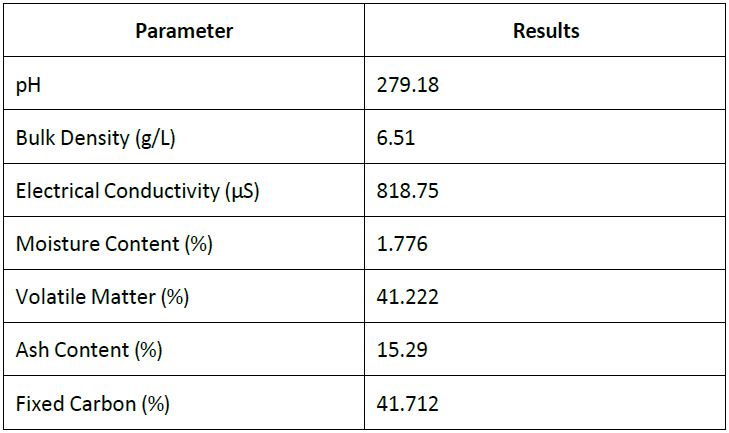 Parameter Results
pH 279.18
Bulk Density (g/L) 6.51
Electrical Conductivity (µS) 818.75
Moisture Content (%) 1.776
Volatile Matter (%) 41.222
Ash Content (%) 15.29
Fixed Carbon (%) 41.712